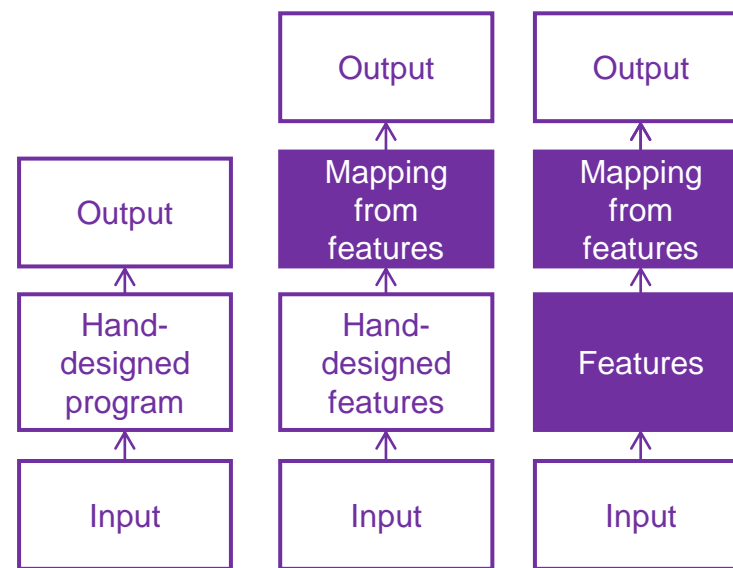 Output
Hand-
designed
program
Input
Output
Mapping
from
features
Hand-
designed
features
Input
Output
Mapping
from
features
Features
Input